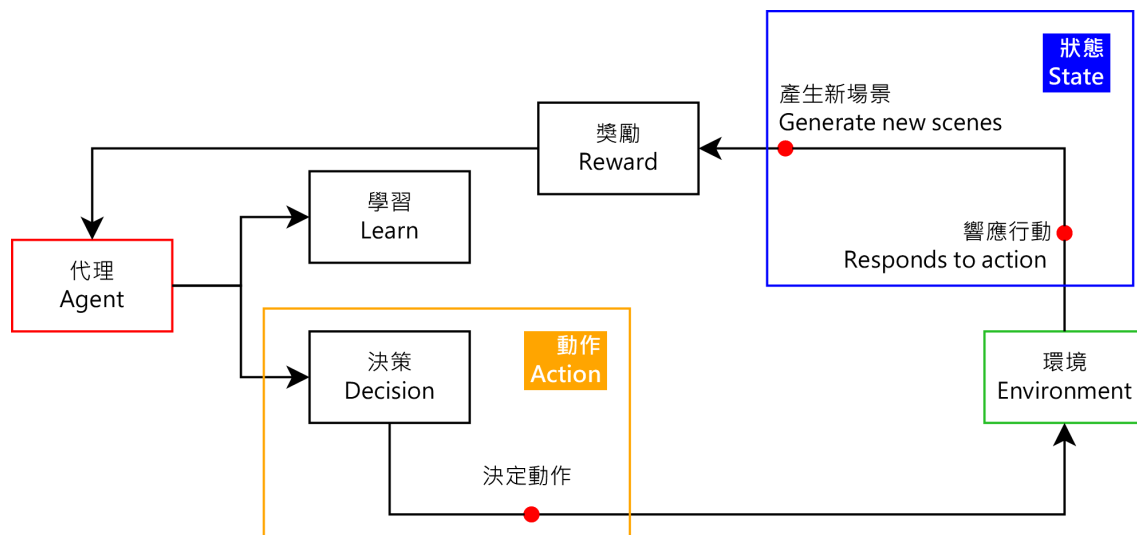 狀態
State
產生新場景
Generate new scenes
獎勵
Reward
學習
Learn
響應行動
Responds to action
代理
Agent
決策
Decision
動作
Action
環境
Environment
決定動作